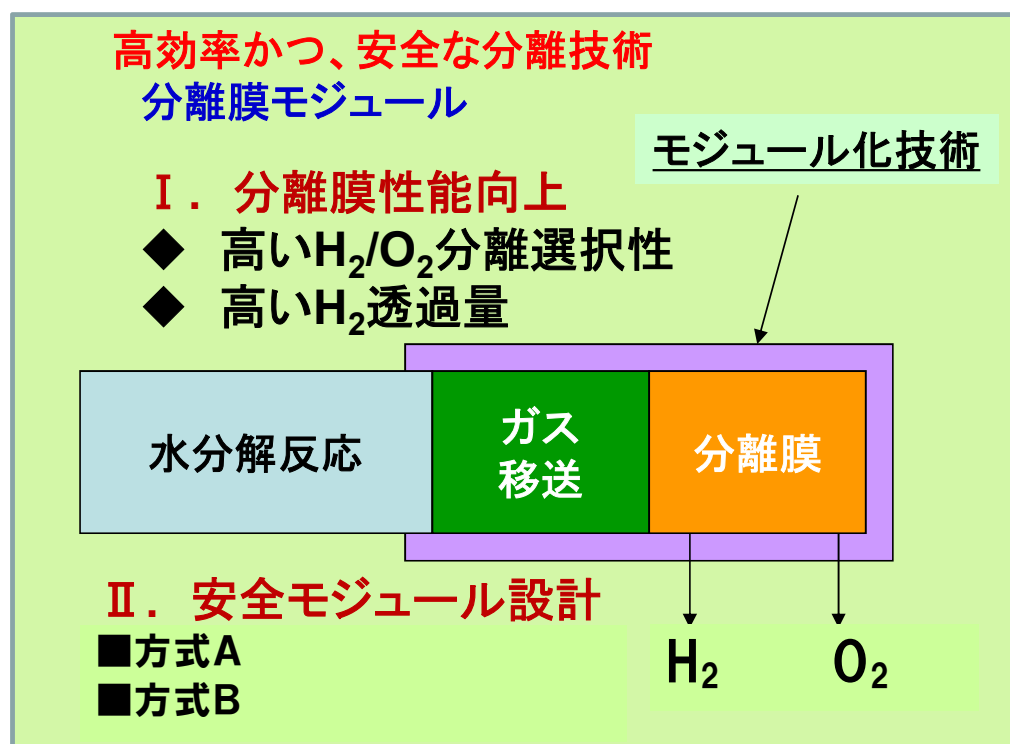 高効率かつ、安全な分離技術
分離膜モジュール
モジュール化技術
Ⅰ． 分離膜性能向上
◆ 高いH₂/O₂分離選択性
◆ 高いH₂透過量
水分解反応
ガス
移送
分離膜
Ⅱ． 安全モジュール設計
■方式A
■方式B
H₂ O₂